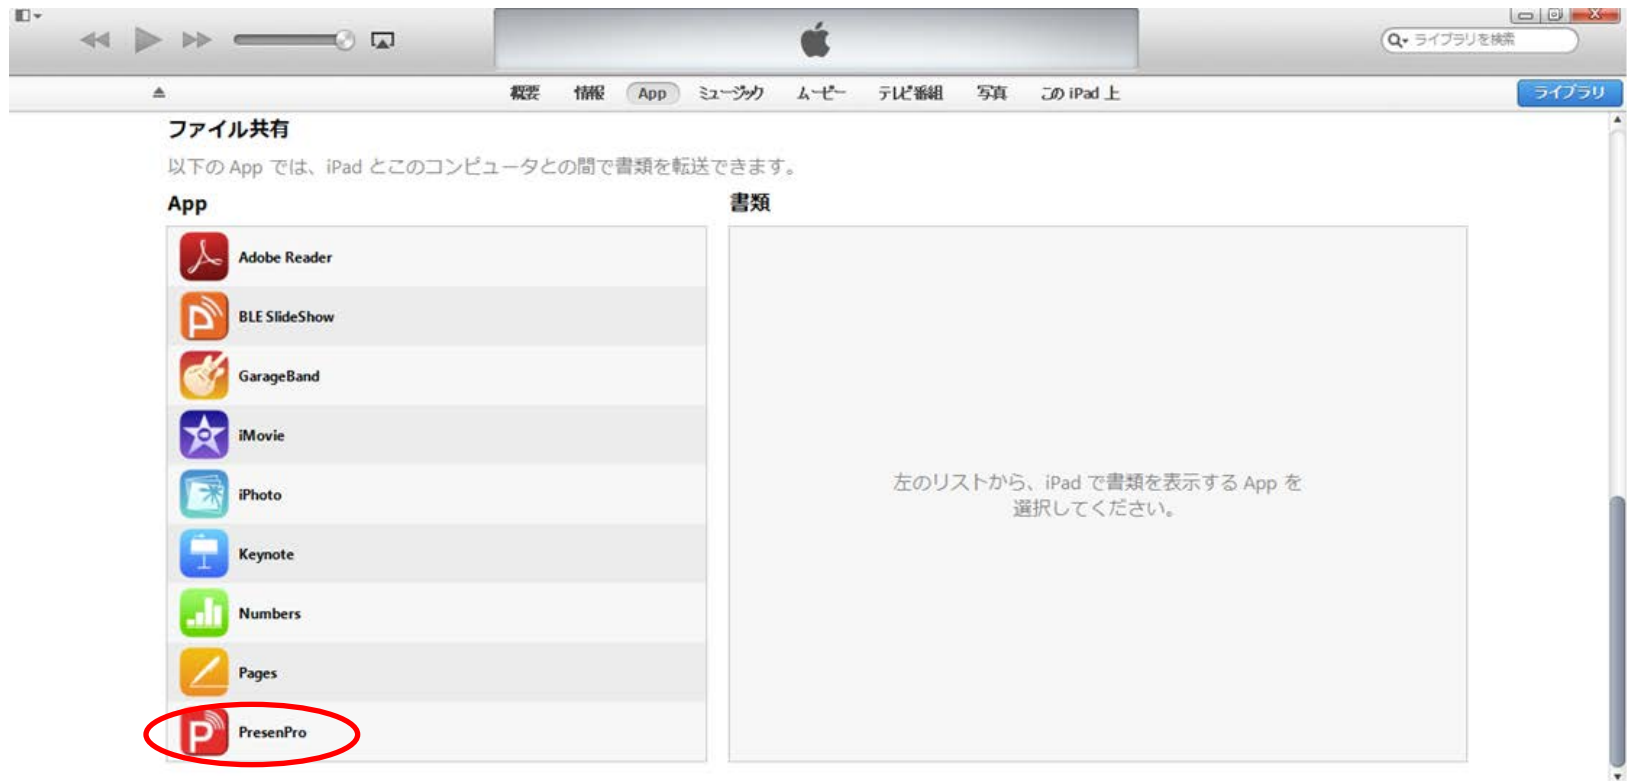 ライブラリを検索
概要 情報 App ミュージック ムービー テレビ番組 写真 この iPad 上 ライブラリ
ファイル共有
以下の App では、iPad とこのコンピュータとの間で書類を転送できます。
App 書類
Adobe Reader
BLE SlideShow
GarageBand
iMovie
iPhoto
左のリストから、iPad で書類を表示する App を
選択してください。
Keynote
Numbers
Pages
PresenPro